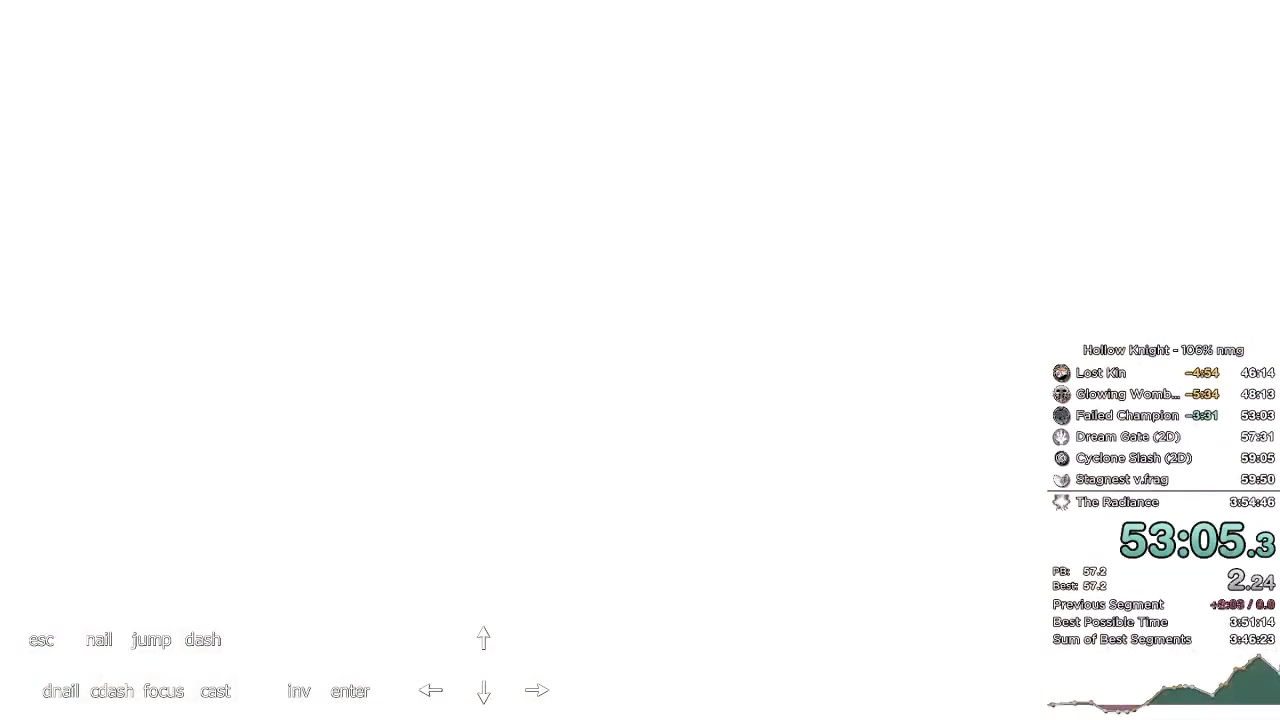 Hollow Knight - 106% nmg
Lost Kin -4:54 46:14
Glowing Womb... -5:34 48:13
Failed Champion -3:31 53:03
Dream Gate (2D) 57:31
Cyclone Slash (2D) 59:05
Stagnest v.frag 59:50
The Radiance 3:54:46
53:05.3
PB: 57.2
Best: 57.2
2.24
Previous Segment +2:03 / 0.0
Best Possible Time 3:51:14
Sum of Best Segments 3:46:23
esc nail jump dash
dnail cdash focus cast inv enter